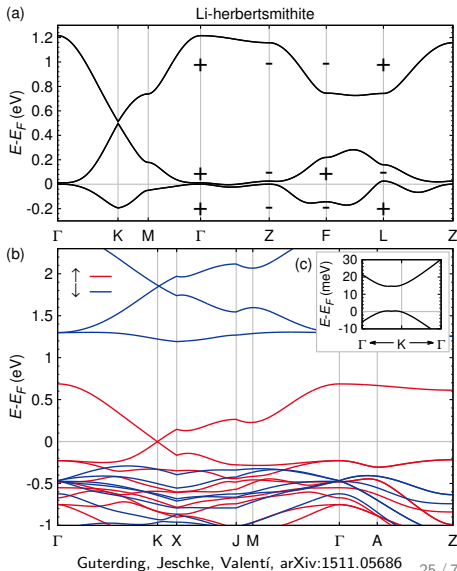 (a) Li-herbertsmithite
E-E_F (eV)
1.2
1
0.8
0.6
0.4
0.2
0
-0.2
+ - - +
+ - + -
+ - - +
Γ K M Γ Z F L Z
(b)
E-E_F (eV)
2
1.5
1
0.5
0
-0.5
-1
↑
↓
(c)
E-E_F (meV)
30
20
10
0
-10
Γ ← K → Γ
Γ K X J M Γ A Z
Guterding, Jeschke, Valentí, arXiv:1511.05686
25 / 7